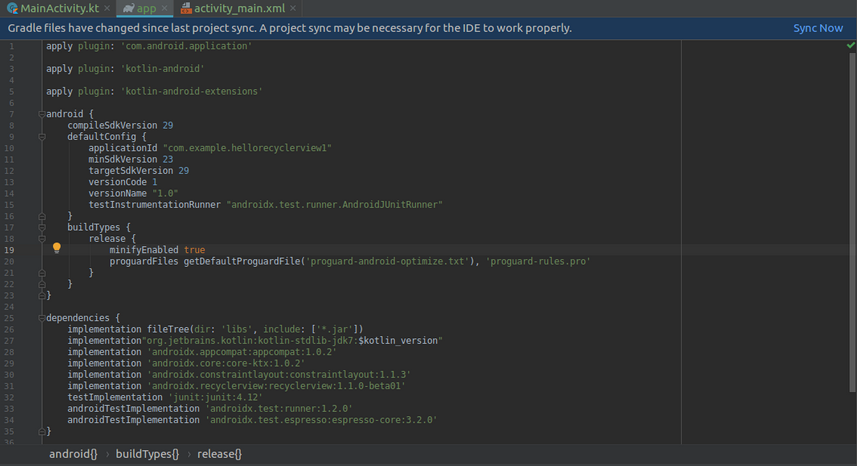 MainActivity.kt app activity_main.xml
Gradle files have changed since last project sync. A project sync may be necessary for the IDE to work properly. Sync Now
1 apply plugin: 'com.android.application'
2
3 apply plugin: 'kotlin-android'
4
5 apply plugin: 'kotlin-android-extensions'
6
7 android {
8 compileSdkVersion 29
9 defaultConfig {
10 applicationId "com.example.hellorecyclerview1"
11 minSdkVersion 23
12 targetSdkVersion 29
13 versionCode 1
14 versionName "1.0"
15 testInstrumentationRunner "androidx.test.runner.AndroidJUnitRunner"
16 }
17 buildTypes {
18 release {
19 minifyEnabled true
20 proguardFiles getDefaultProguardFile('proguard-android-optimize.txt'), 'proguard-rules.pro'
21 }
22 }
23 }
24
25 dependencies {
26 implementation fileTree(dir: 'libs', include: ['*.jar'])
27 implementation"org.jetbrains.kotlin:kotlin-stdlib-jdk7:$kotlin_version"
28 implementation 'androidx.appcompat:appcompat:1.0.2'
29 implementation 'androidx.core:core-ktx:1.0.2'
30 implementation 'androidx.constraintlayout:constraintlayout:1.1.3'
31 implementation 'androidx.recyclerview:recyclerview:1.1.0-beta01'
32 testImplementation 'junit:junit:4.12'
33 androidTestImplementation 'androidx.test:runner:1.2.0'
34 androidTestImplementation 'androidx.test.espresso:espresso-core:3.2.0'
35 }
36
android{} › buildTypes{} › release{}